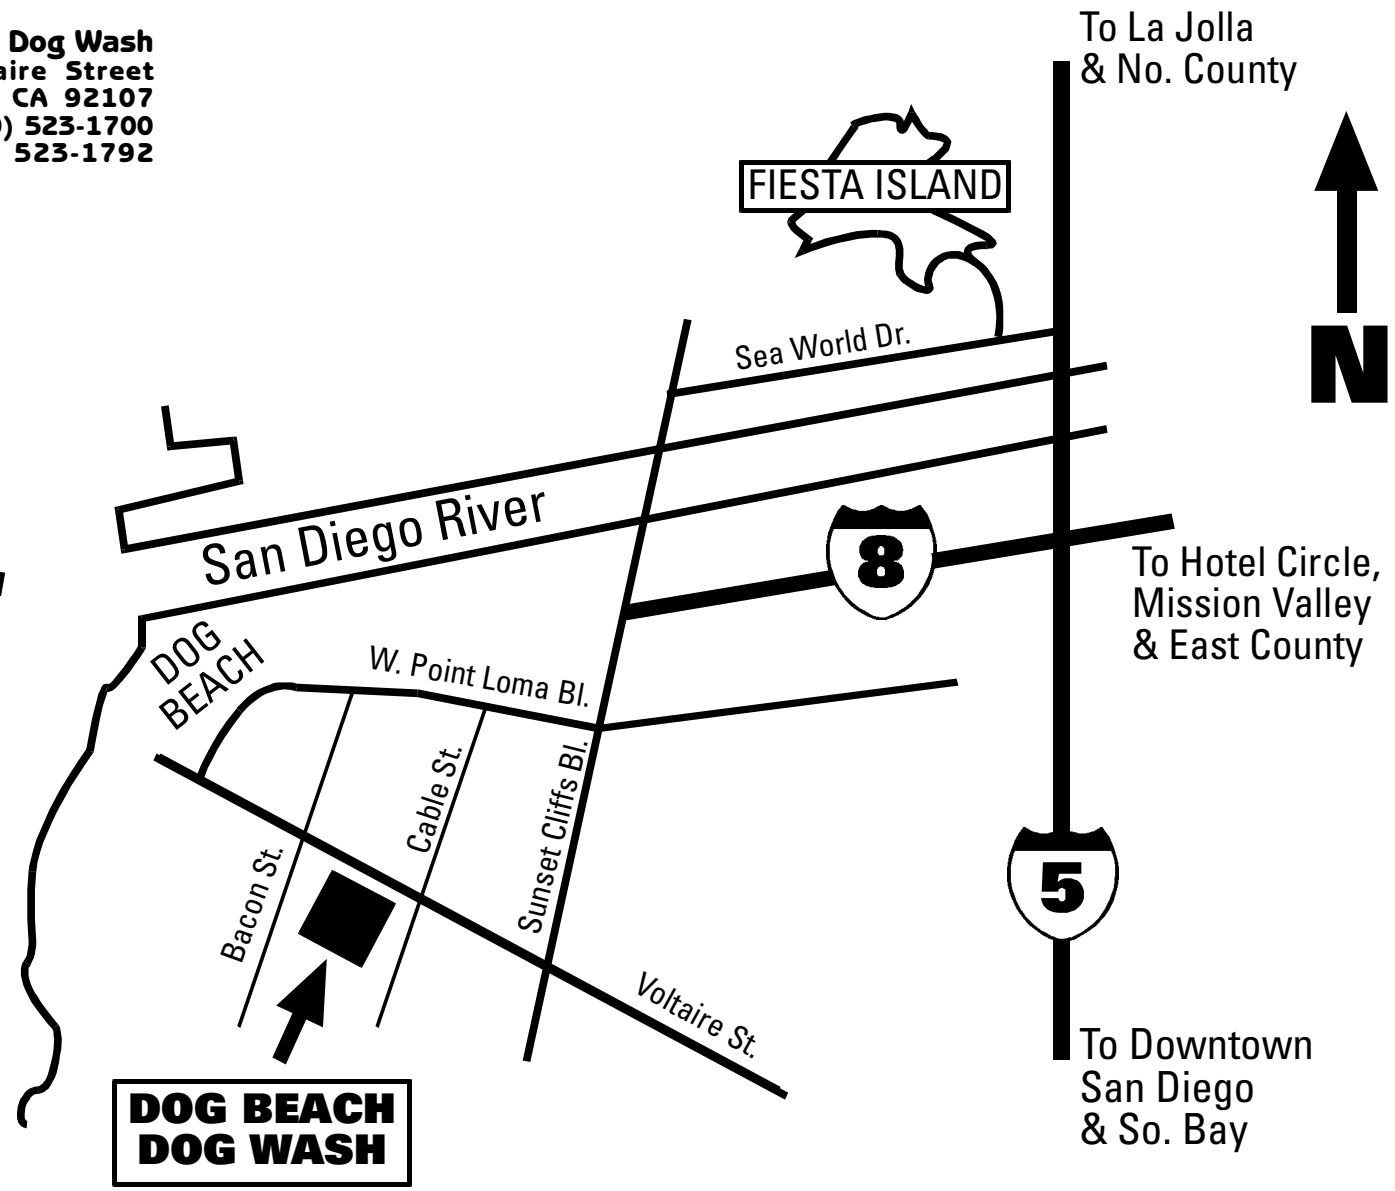 Dog Wash
aire Street
CA 92107
) 523-1700
523-1792
To La Jolla
& No. County
FIESTA ISLAND
N
Sea World Dr.
San Diego River
8
To Hotel Circle,
Mission Valley
& East County
DOG
BEACH
W. Point Loma Bl.
Cable St.
Sunset Cliffs Bl.
Bacon St.
5
Voltaire St.
To Downtown
San Diego
& So. Bay
DOG BEACH
DOG WASH